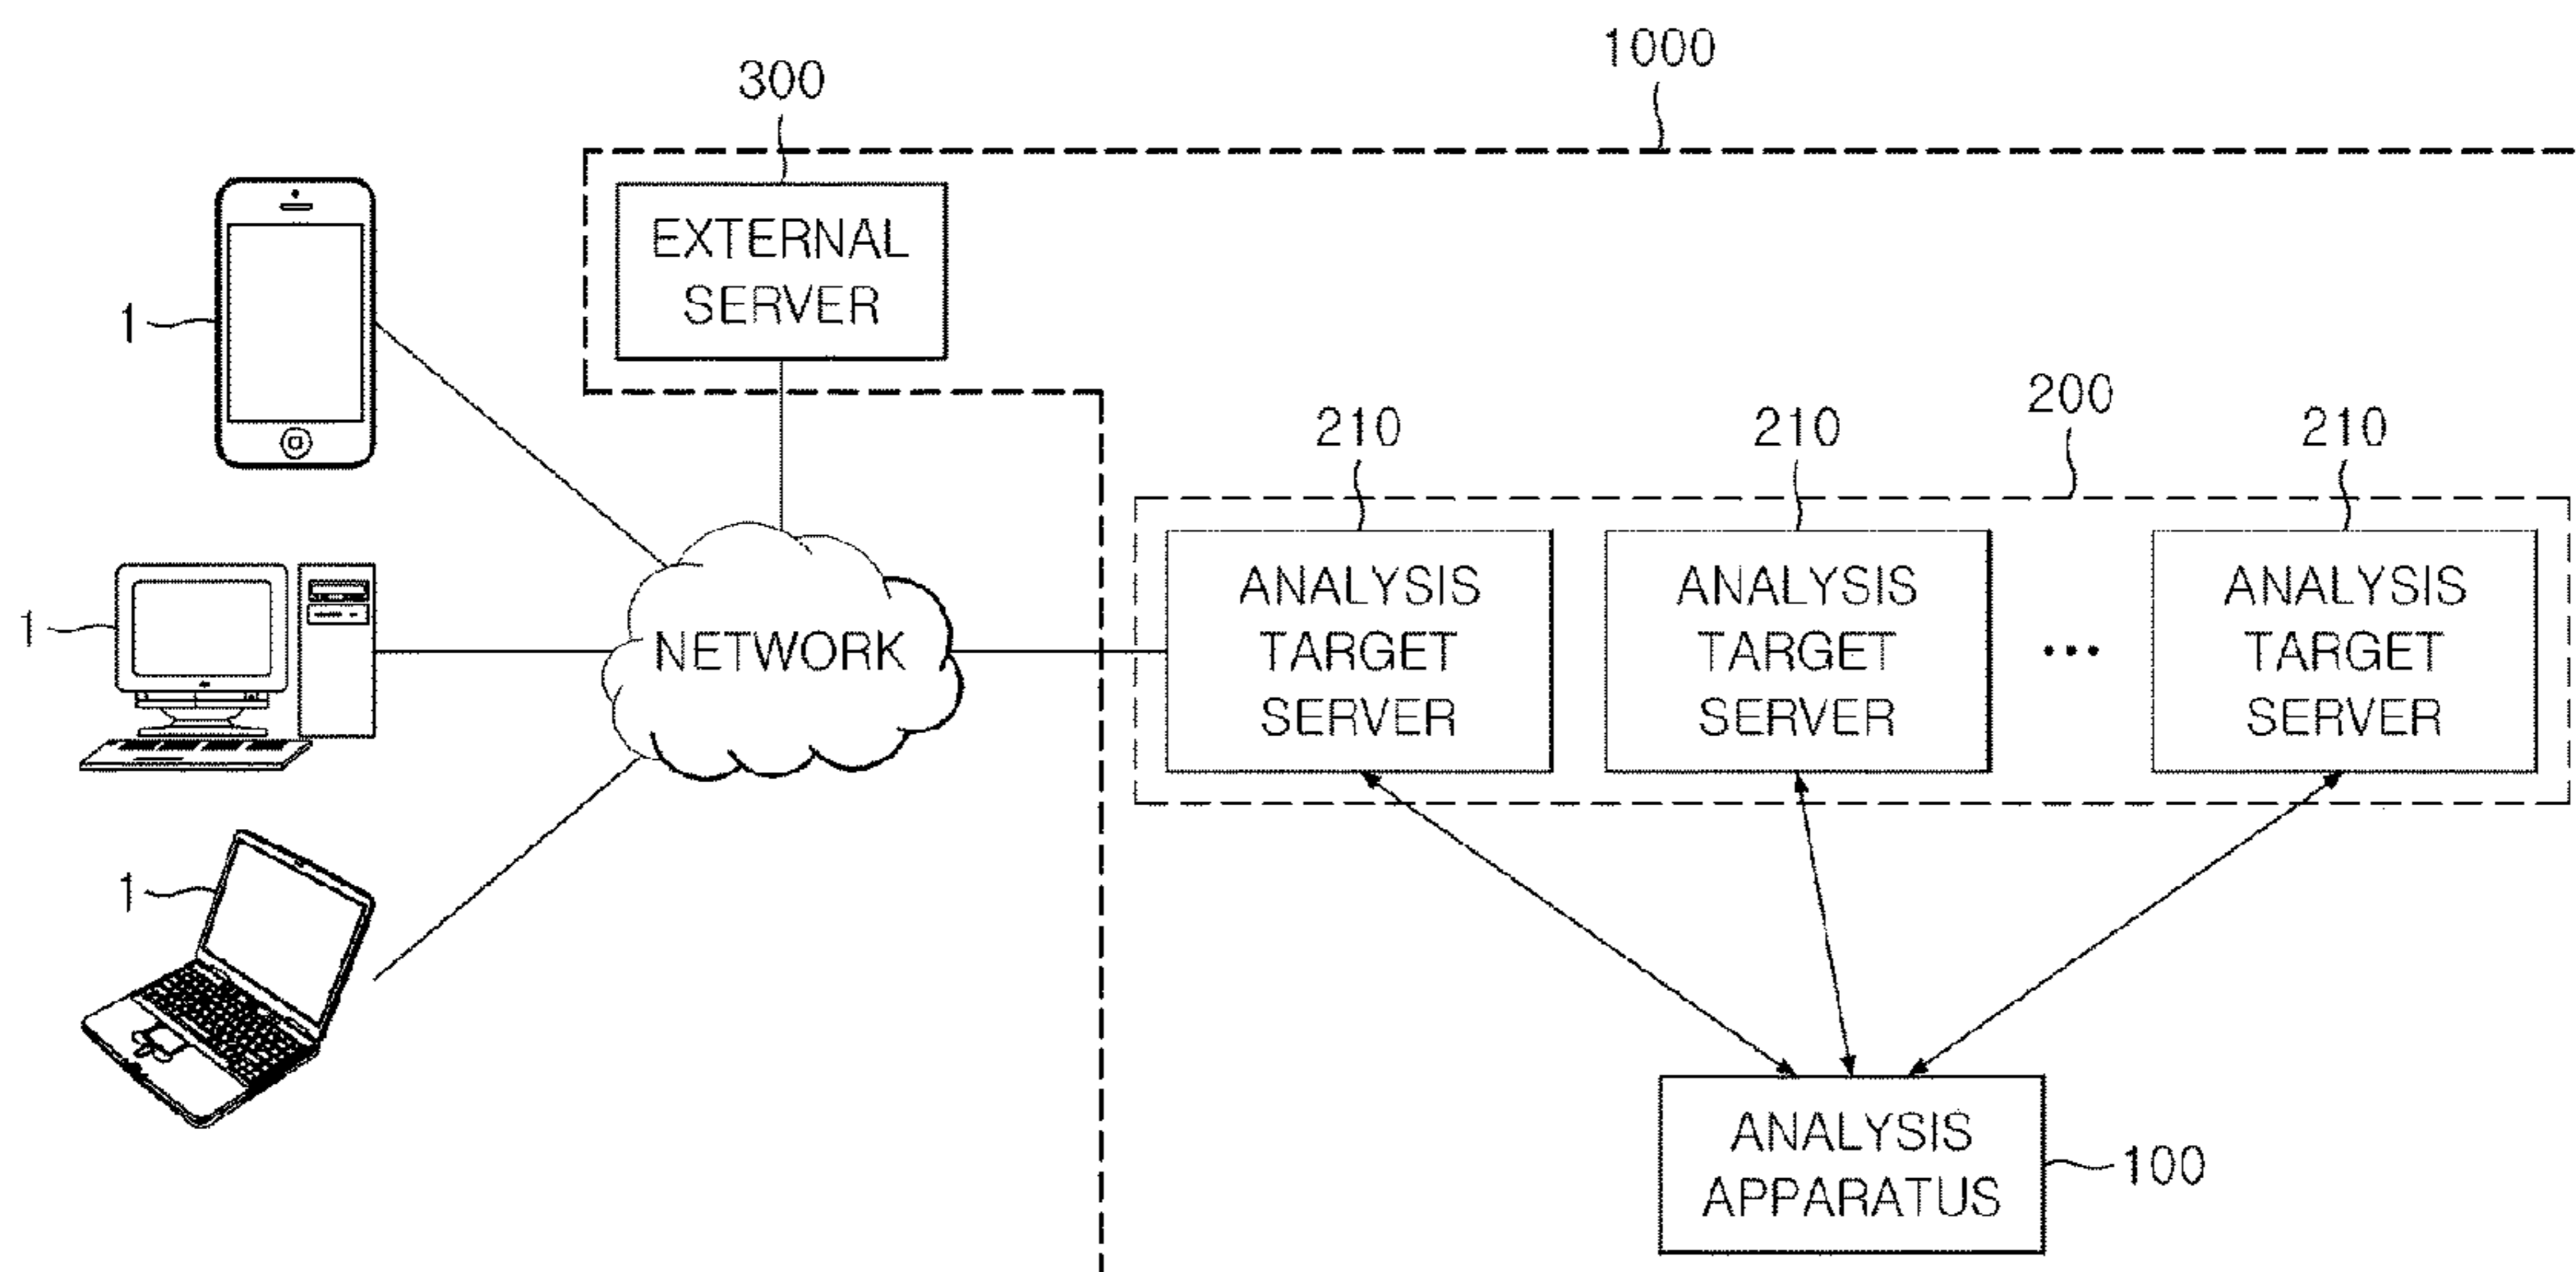 1000
300
EXTERNAL
SERVER
1
200
210
210
210
ANALYSIS
TARGET
SERVER
ANALYSIS
TARGET
SERVER
...
ANALYSIS
TARGET
SERVER
1
NETWORK
1
ANALYSIS
APPARATUS
100